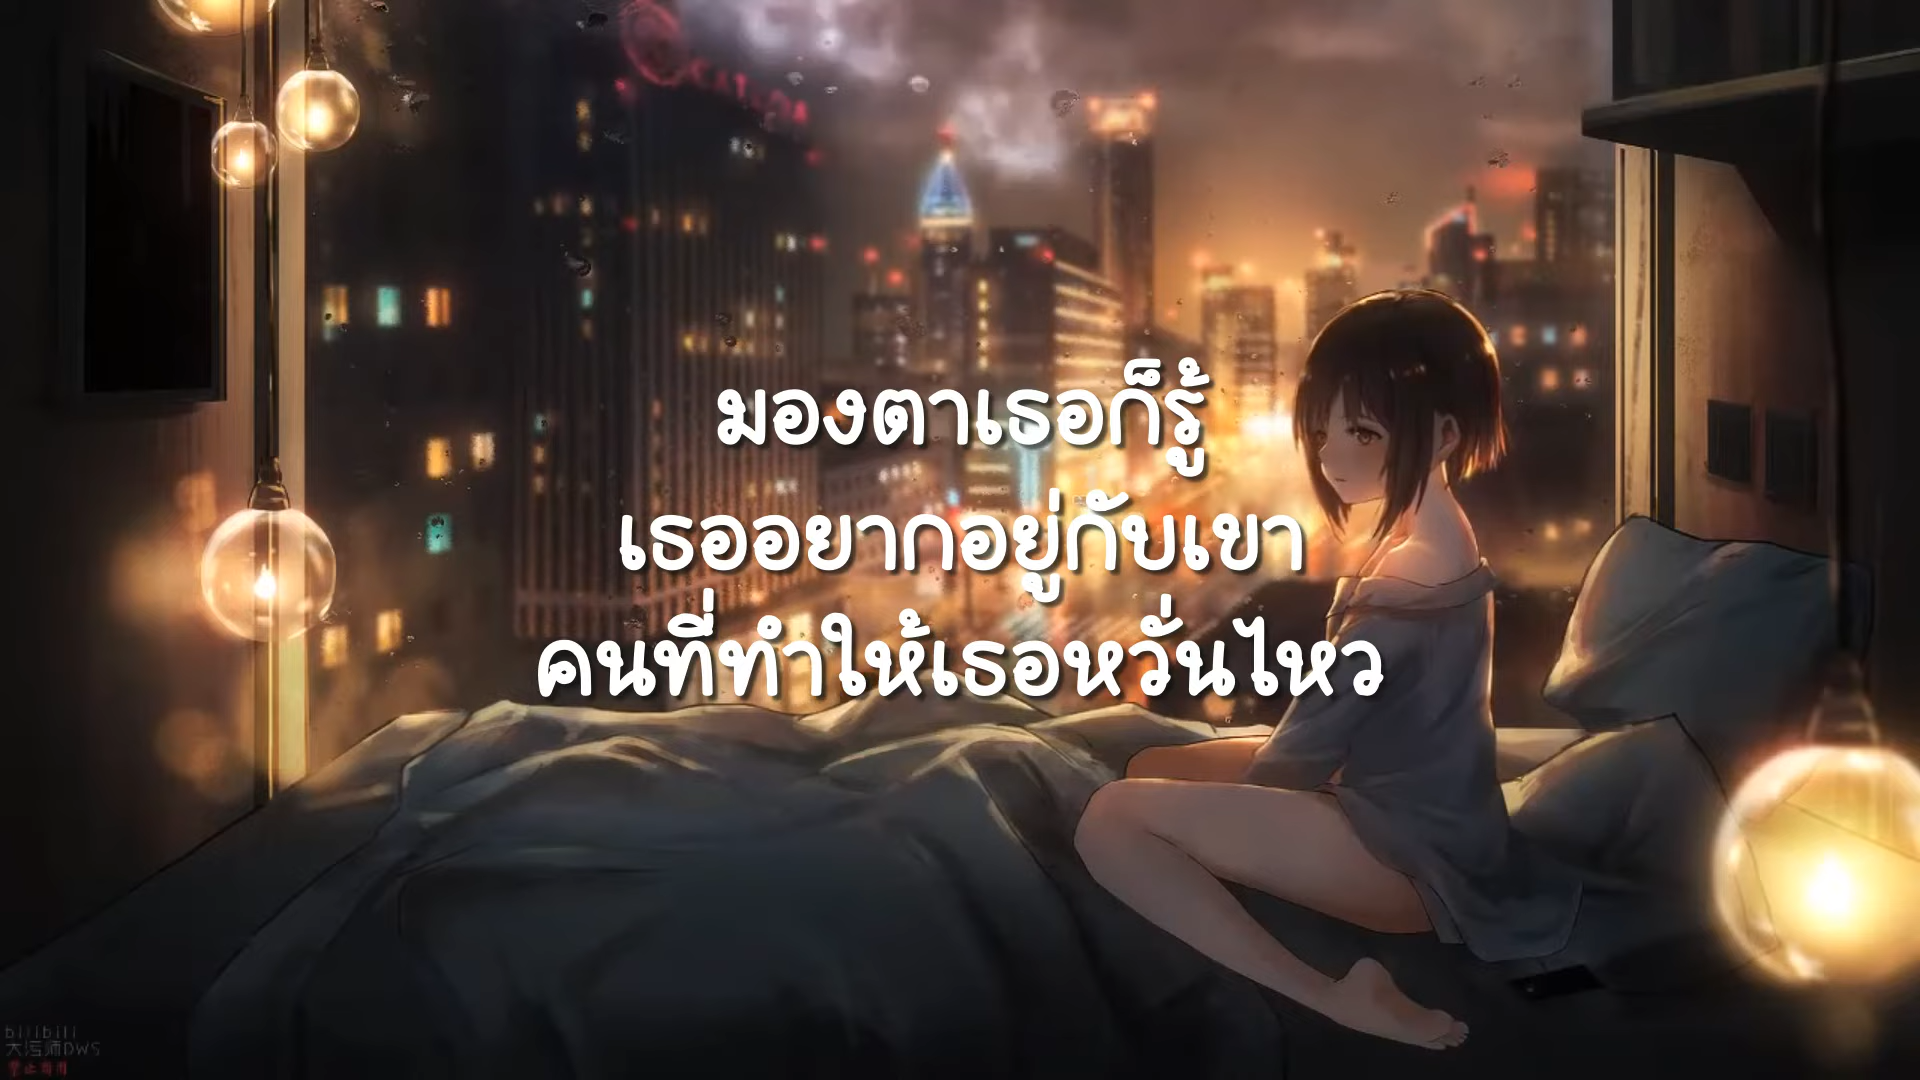 มองตาเธอก็รู้
เธออยากอยู่กับเขา
คนที่ทำให้เธอหวั่นไหว
bilibili